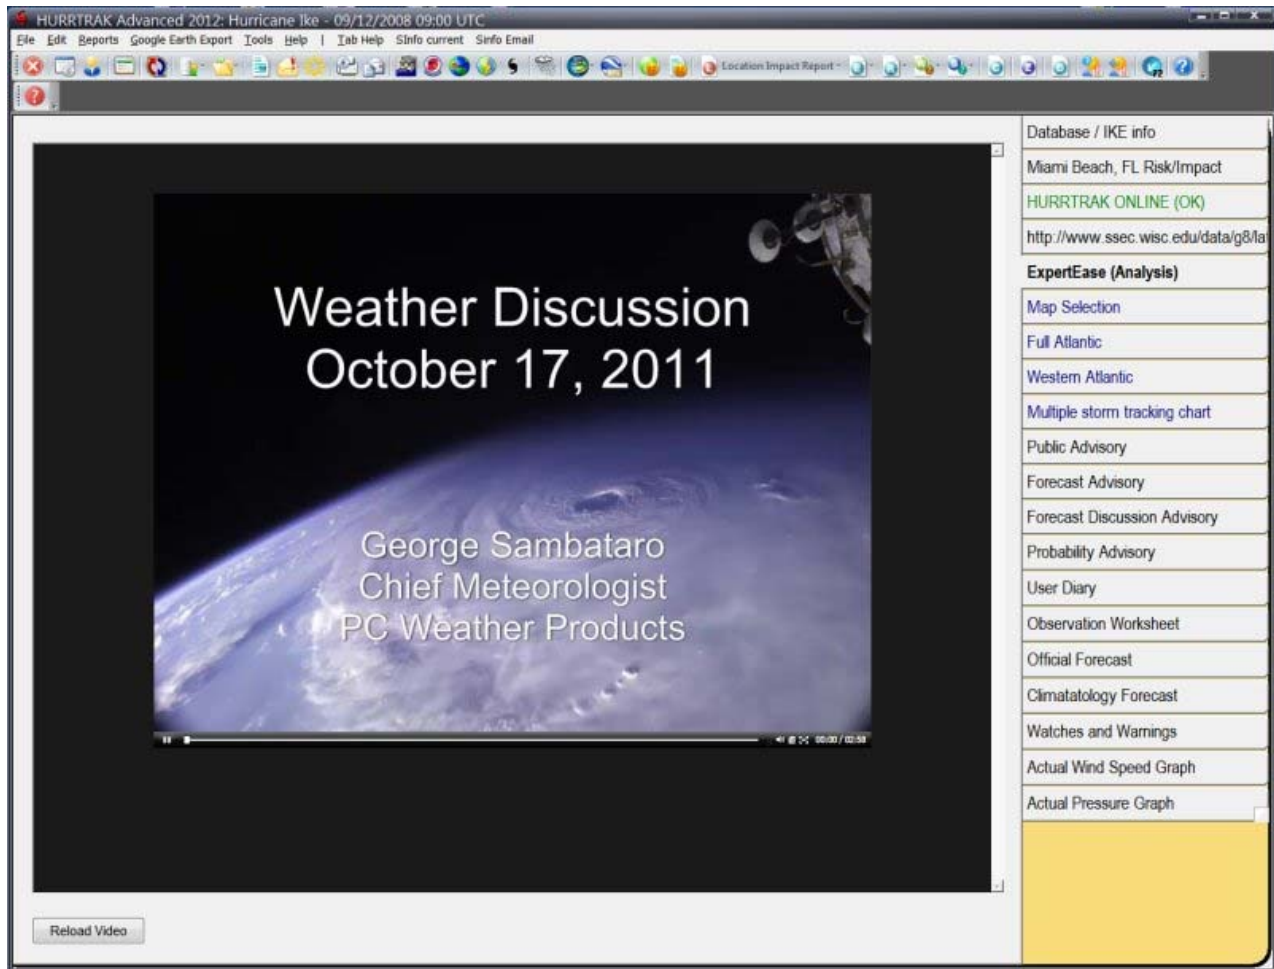 HURRTRAK Advanced 2012: Hurricane Ike - 09/12/2008 09:00 UTC
File Edit Reports Google Earth Export Tools Help | Tab Help SInfo current Sinfo Email
Location Impact Report
Weather Discussion
October 17, 2011
George Sambataro
Chief Meteorologist
PC Weather Products
00:00 / 02:58
Reload Video
Database / IKE info
Miami Beach, FL Risk/Impact
HURRTRAK ONLINE (OK)
http://www.ssec.wisc.edu/data/g8/la
ExpertEase (Analysis)
Map Selection
Full Atlantic
Western Atlantic
Multiple storm tracking chart
Public Advisory
Forecast Advisory
Forecast Discussion Advisory
Probability Advisory
User Diary
Observation Worksheet
Official Forecast
Climatatology Forecast
Watches and Warnings
Actual Wind Speed Graph
Actual Pressure Graph